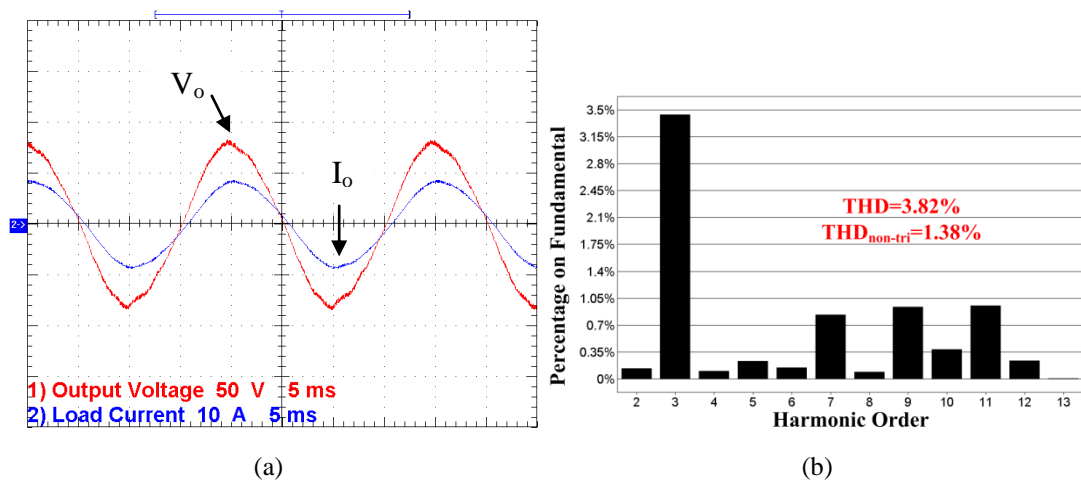 Vₒ
Iₒ
2->
1) Output Voltage 50 V 5 ms
2) Load Current 10 A 5 ms
(a)
Percentage on Fundamental
3.5%
3.15%
2.8%
2.45%
2.1%
1.75%
1.4%
1.05%
0.7%
0.35%
0%
THD=3.82%
THDnon-tri=1.38%
2 3 4 5 6 7 8 9 10 11 12 13
Harmonic Order
(b)